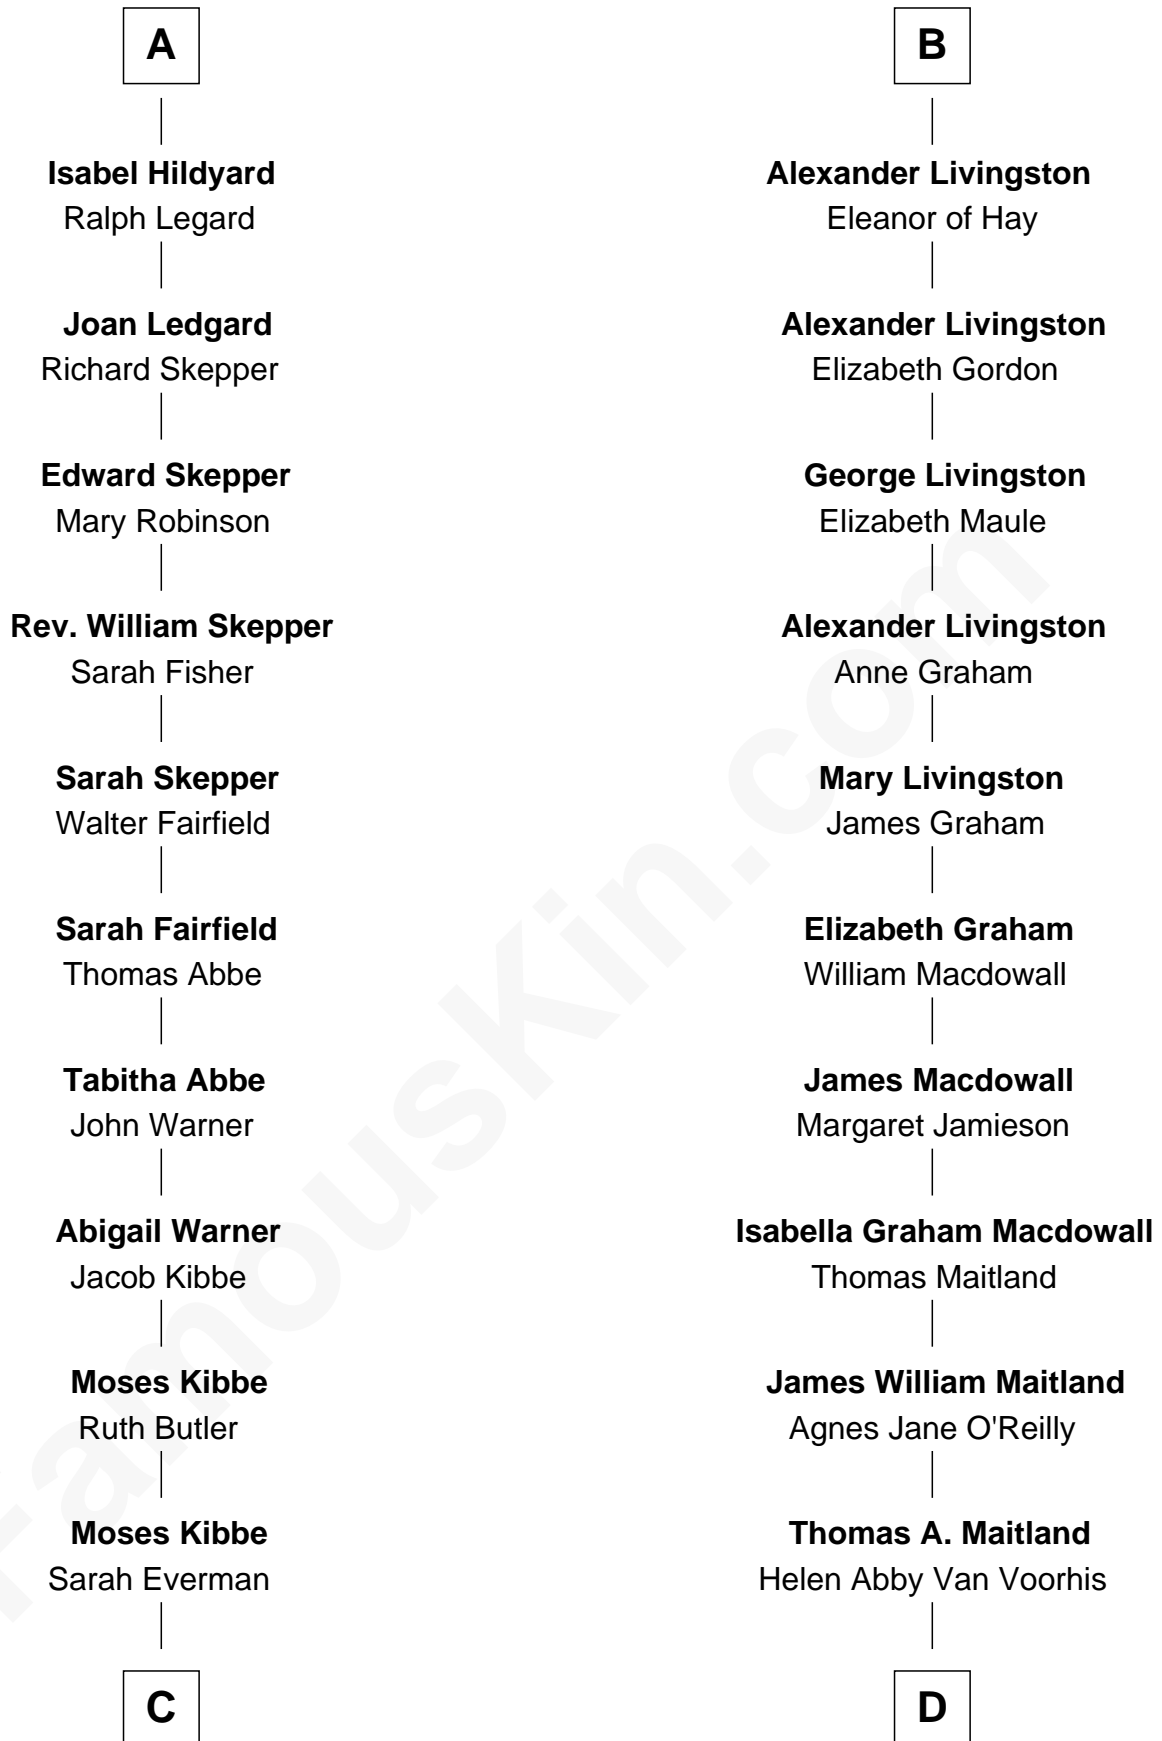 A
Isabel Hildyard
Ralph Legard
Joan Ledgard
Richard Skepper
Edward Skepper
Mary Robinson
Rev. William Skepper
Sarah Fisher
Sarah Skepper
Walter Fairfield
Sarah Fairfield
Thomas Abbe
Tabitha Abbe
John Warner
Abigail Warner
Jacob Kibbe
Moses Kibbe
Ruth Butler
Moses Kibbe
Sarah Everman
C
B
Alexander Livingston
Eleanor of Hay
Alexander Livingston
Elizabeth Gordon
George Livingston
Elizabeth Maule
Alexander Livingston
Anne Graham
Mary Livingston
James Graham
Elizabeth Graham
William Macdowall
James Macdowall
Margaret Jamieson
Isabella Graham Macdowall
Thomas Maitland
James William Maitland
Agnes Jane O'Reilly
Thomas A. Maitland
Helen Abby Van Voorhis
D
FamousKin.com